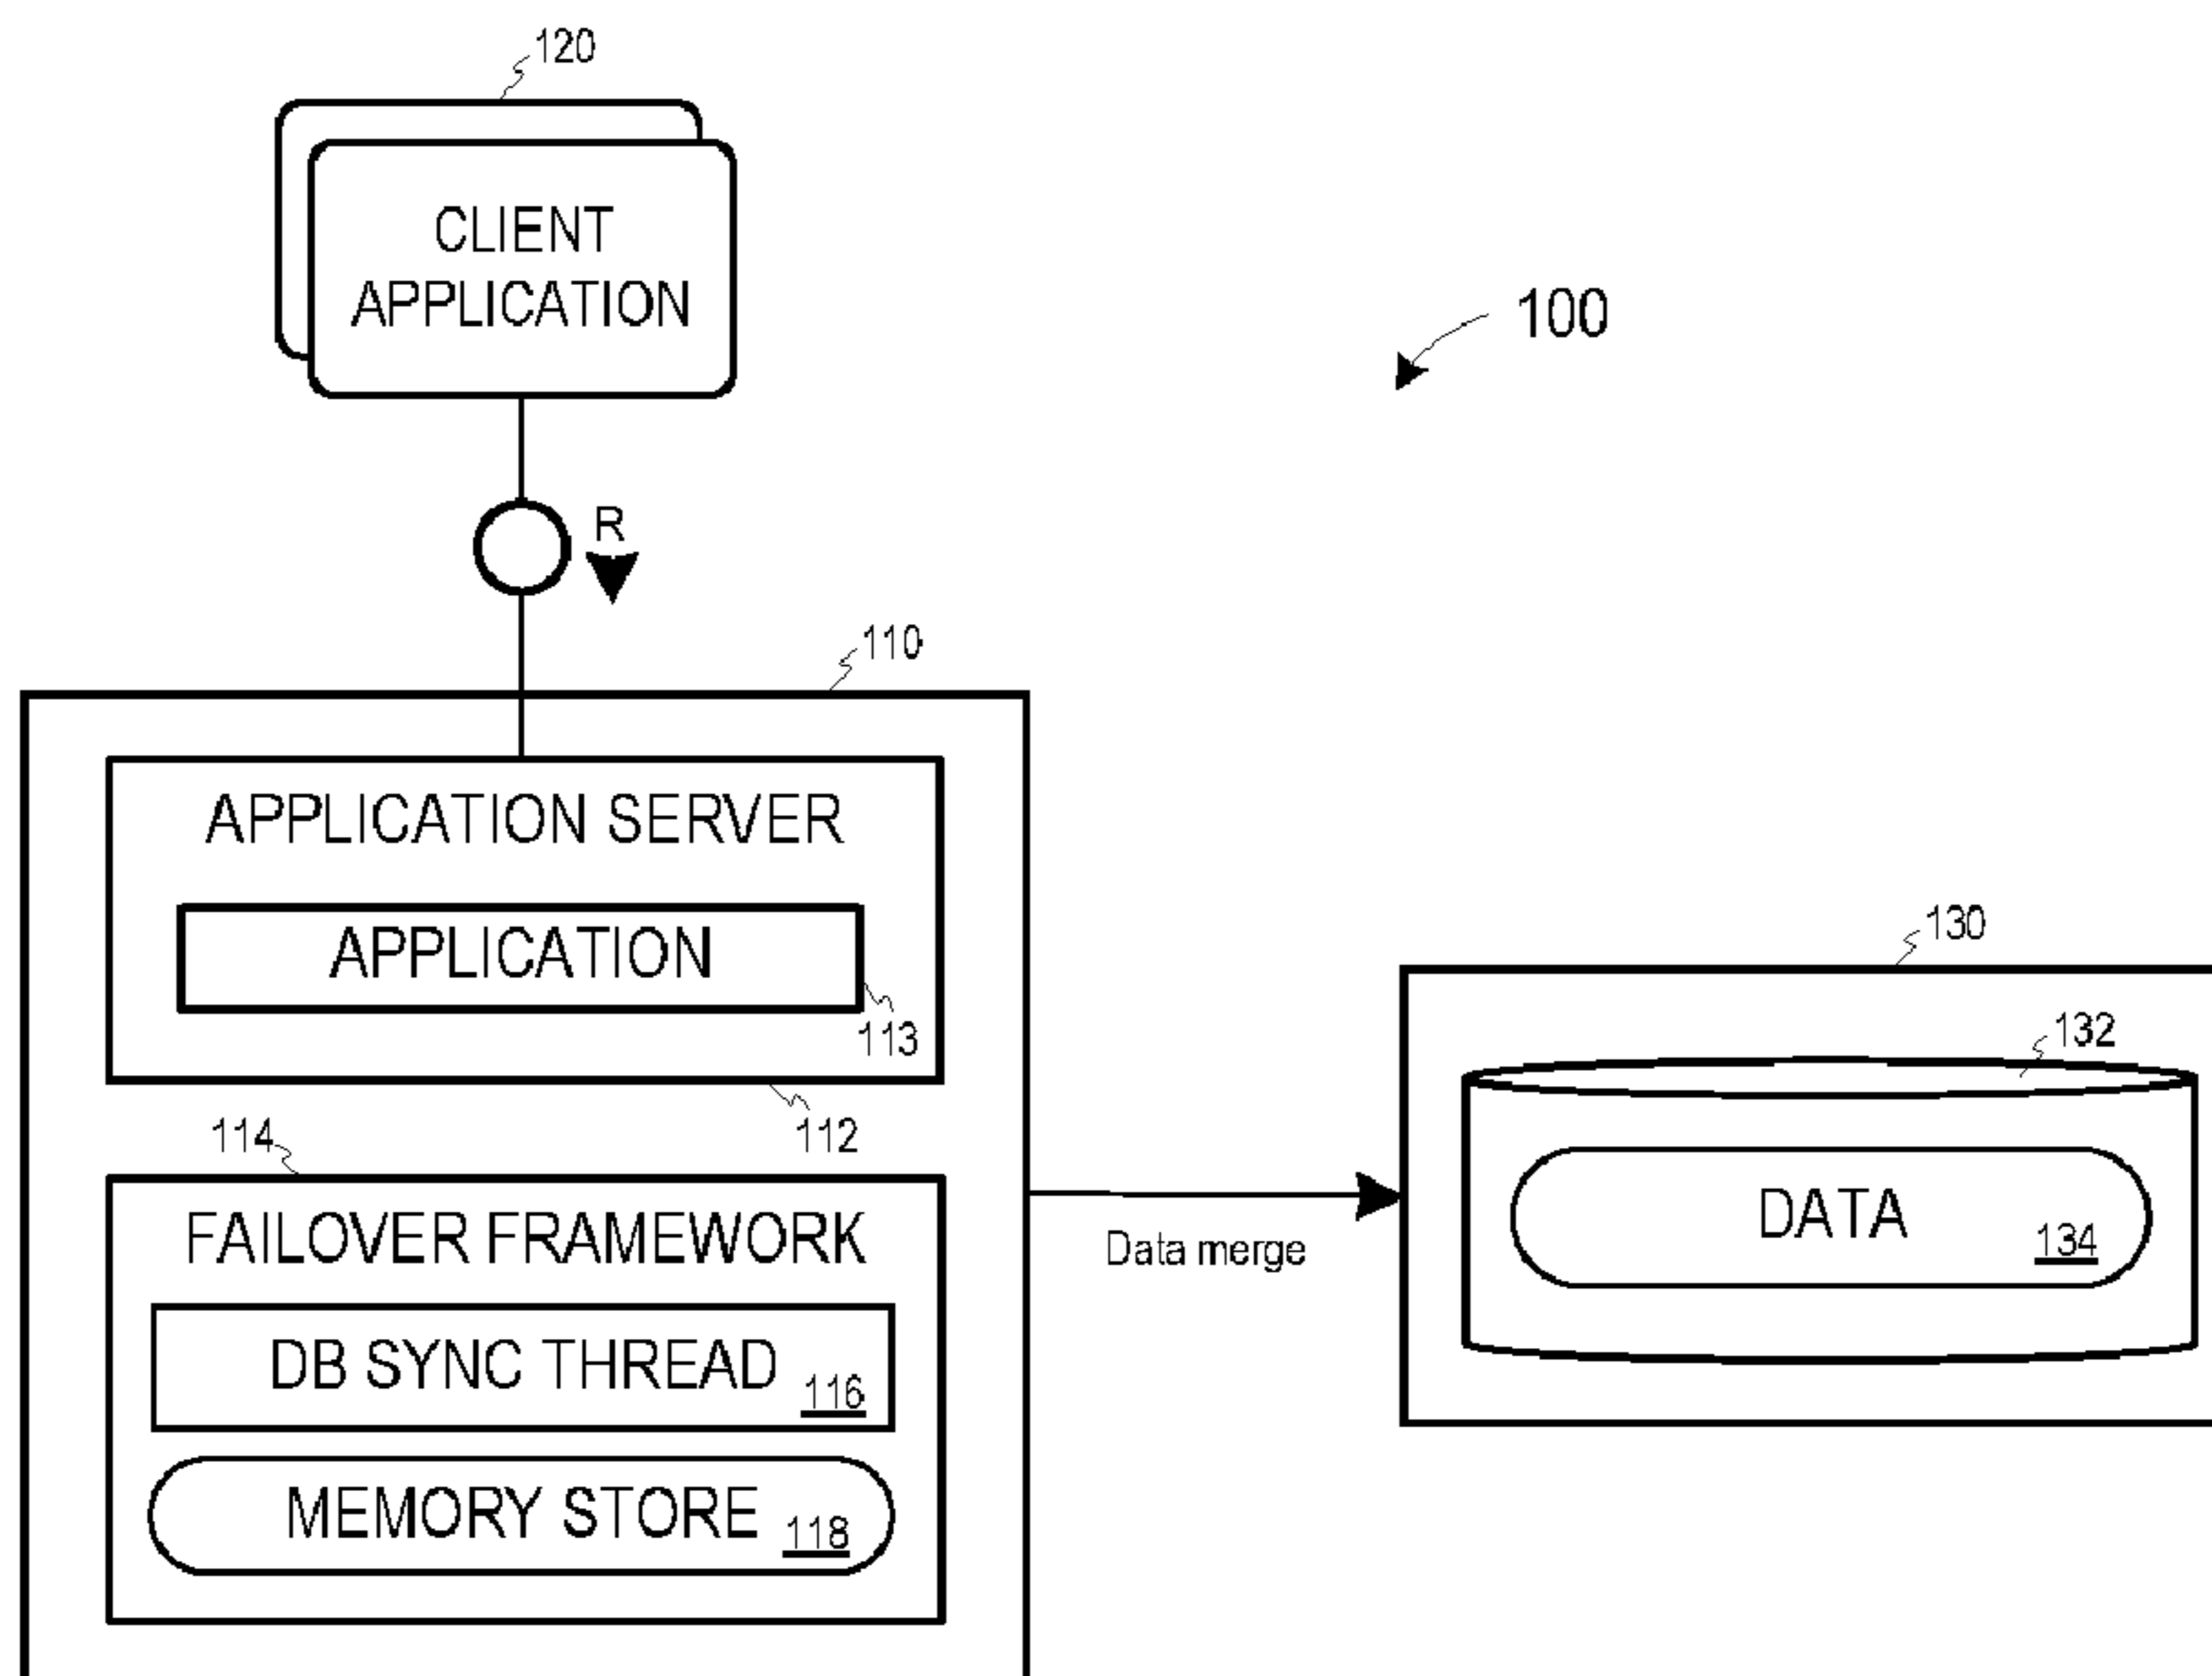 120
CLIENT
APPLICATION
100
R
110
APPLICATION SERVER
APPLICATION
113
112
114
FAILOVER FRAMEWORK
DB SYNC THREAD 116
MEMORY STORE 118
Data merge
130
132
DATA 134